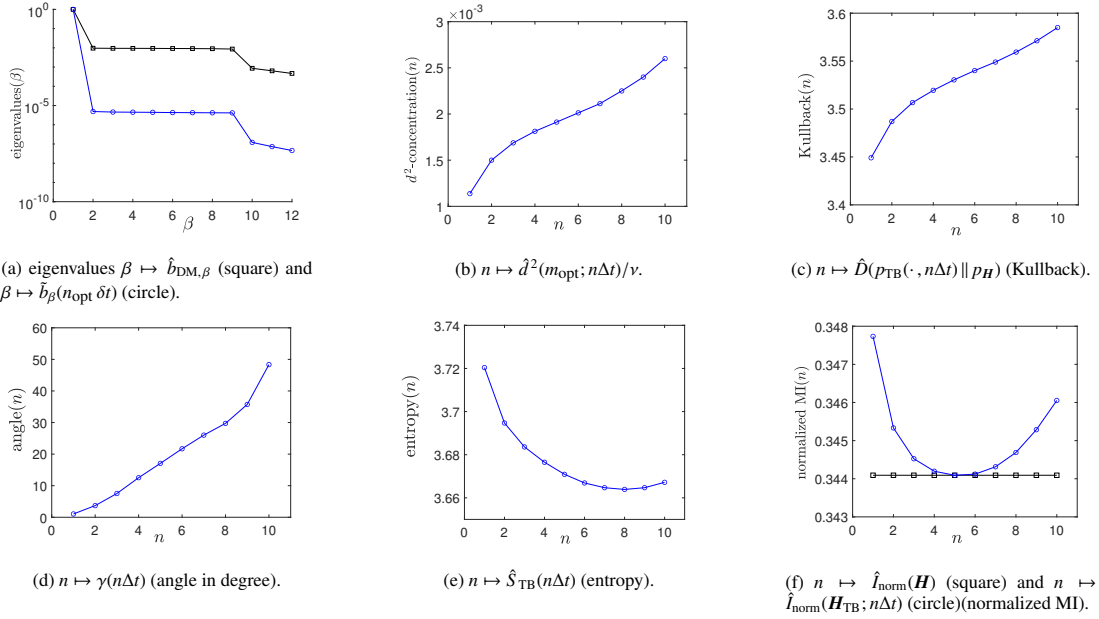 10^0
10^-5
10^-10
0 2 4 6 8 10 12
β
eigenvalues(β)
×10^-3
3
2.5
2
1.5
1
0 2 4 6 8 10
n
d²-concentration(n)
3.6
3.55
3.5
3.45
3.4
0 2 4 6 8 10
n
Kullback(n)
(a) eigenvalues β ↦ b̂_DM,β (square) and
β ↦ b̃_β(n_opt δt) (circle).
(b) n ↦ d̂²(m_opt; nΔt)/ν.
(c) n ↦ D̂(p_TB(· , nΔt) ‖ p_H) (Kullback).
60
50
40
30
20
10
0
0 2 4 6 8 10
n
angle(n)
3.74
3.72
3.7
3.68
3.66
0 2 4 6 8 10
n
entropy(n)
0.348
0.347
0.346
0.345
0.344
0.343
0 2 4 6 8 10
n
normalized MI(n)
(d) n ↦ γ(nΔt) (angle in degree).
(e) n ↦ Ŝ_TB(nΔt) (entropy).
(f) n ↦ Î_norm(H) (square) and n ↦
Î_norm(H_TB; nΔt) (circle)(normalized MI).